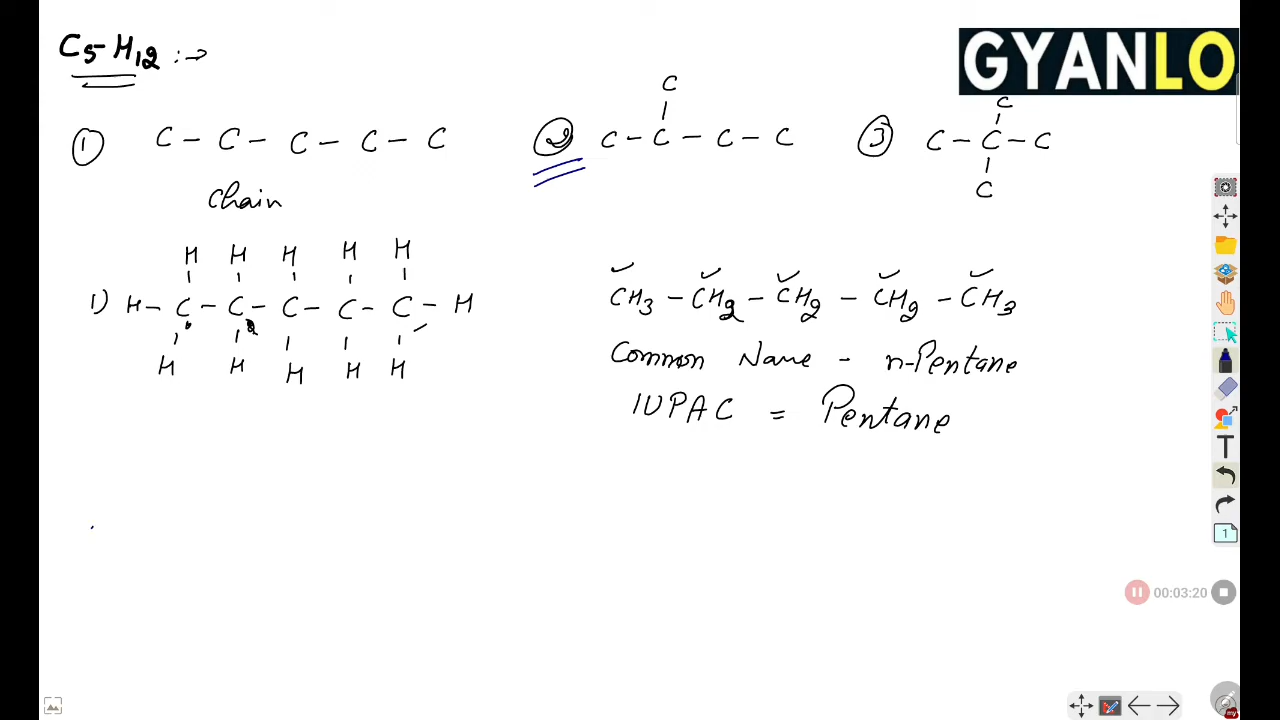 C5-H12 :→
GYANLO
① C - C - C - C - C
C
|
② C - C - C - C
C
|
③ C - C - C
|
C
Chain
H H H H H
| | | | |
1) H - C - C - C - C - C - H
| | | | |
H H H H H
CH3 - CH2 - CH2 - CH2 - CH3
Common Name - n-Pentane
IUPAC = Pentane
T
1
00:03:20